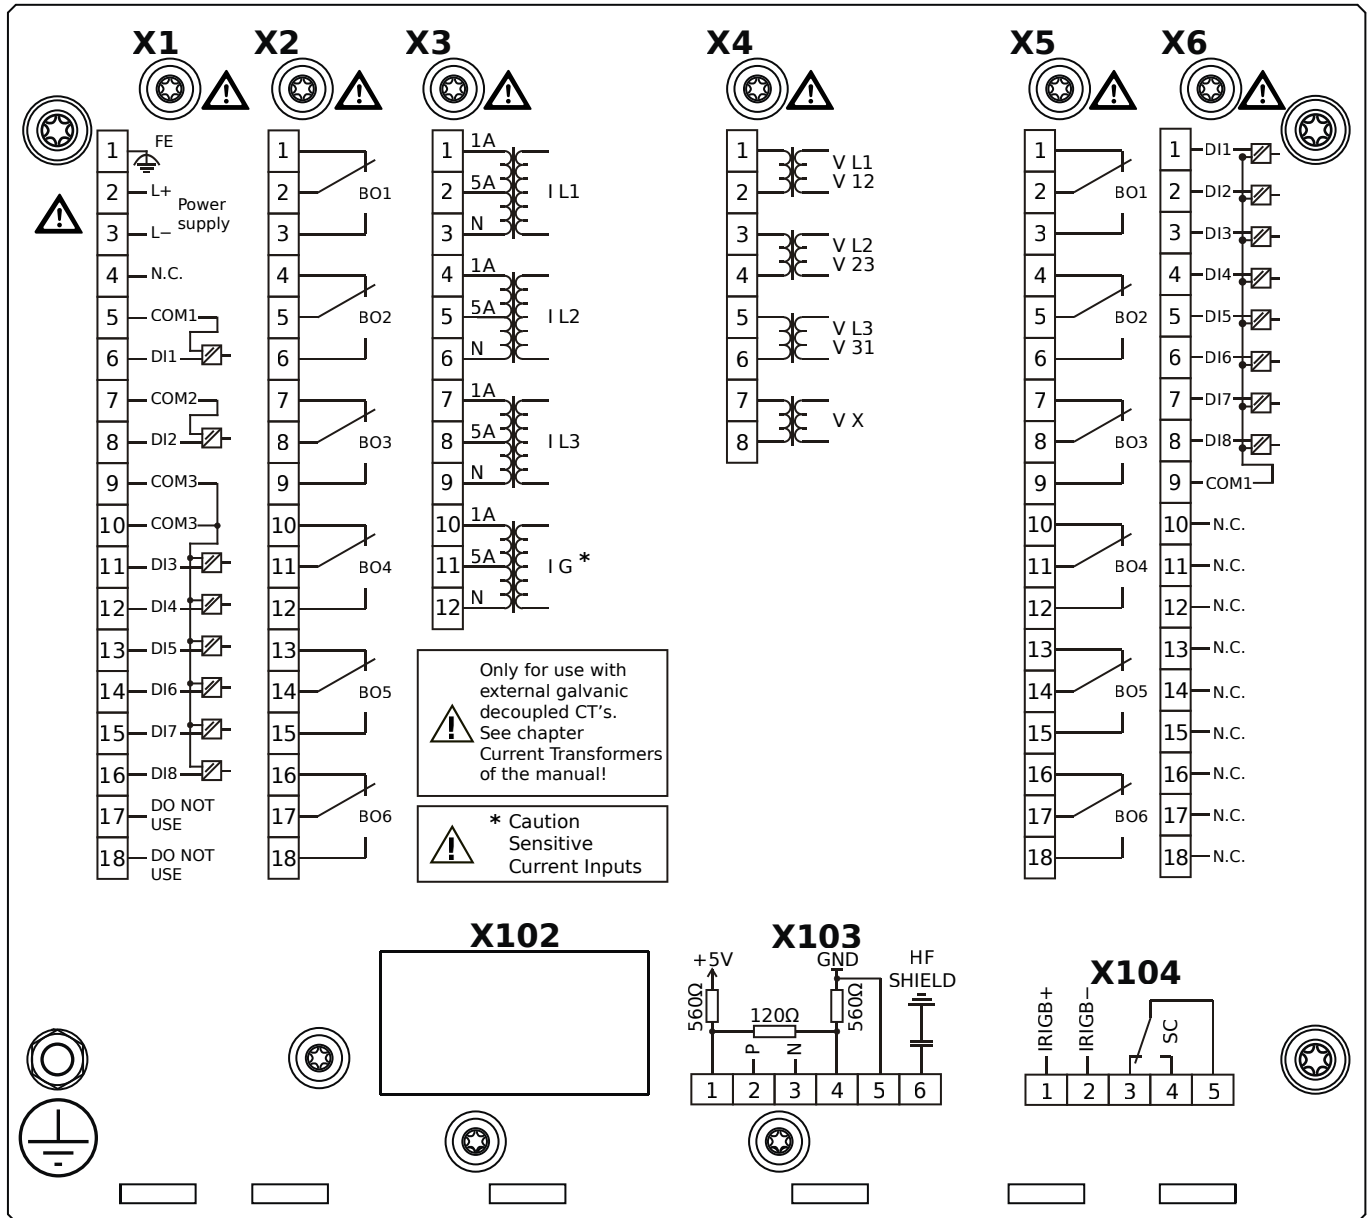 X1 X2 X3 X4 X5 X6
1 FE
2 L+
Power
supply
3 L−
4 N.C.
5 COM1
6 DI1
7 COM2
8 DI2
9 COM3
10 COM3
11 DI3
12 DI4
13 DI5
14 DI6
15 DI7
16 DI8
17 DO NOT
USE
18 DO NOT
USE
1
2 BO1
3
4
5 BO2
6
7
8 BO3
9
10
11 BO4
12
13
14 BO5
15
16
17 BO6
18
1 1A
2 5A I L1
3 N
4 1A
5 5A I L2
6 N
7 1A
8 5A I L3
9 N
10 1A
11 5A I G *
12 N
Only for use with
external galvanic
decoupled CT's.
See chapter
Current Transformers
of the manual!
* Caution
Sensitive
Current Inputs
1 V L1
2 V 12
3 V L2
4 V 23
5 V L3
6 V 31
7 V X
8
1
2 BO1
3
4
5 BO2
6
7
8 BO3
9
10
11 BO4
12
13
14 BO5
15
16
17 BO6
18
1 DI1
2 DI2
3 DI3
4 DI4
5 DI5
6 DI6
7 DI7
8 DI8
9 COM1
10 N.C.
11 N.C.
12 N.C.
13 N.C.
14 N.C.
15 N.C.
16 N.C.
17 N.C.
18 N.C.
X102
X103
+5V GND HF
SHIELD
560Ω 120Ω 560Ω
P N
1 2 3 4 5 6
X104
IRIGB+ IRIGB− SC
1 2 3 4 5